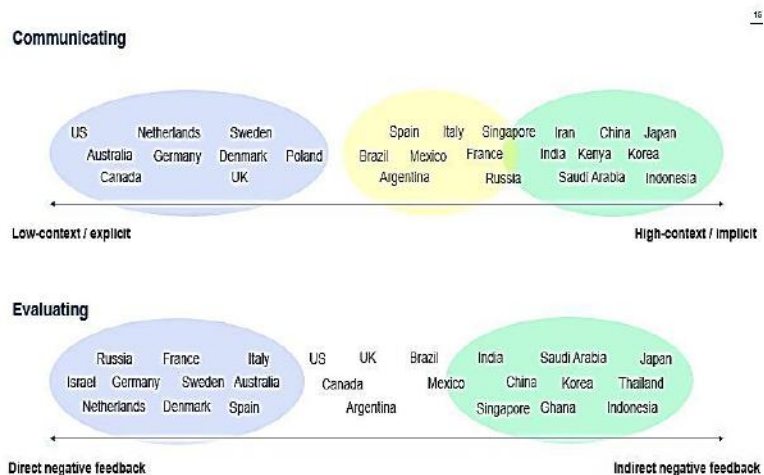 15
Communicating
US Netherlands Sweden Spain Italy Singapore Iran China Japan
Australia Germany Denmark Poland Brazil Mexico France India Kenya Korea
Canada UK Argentina Russia Saudi Arabia Indonesia
Low-context / explicit High-context / implicit
Evaluating
Russia France Italy US UK Brazil India Saudi Arabia Japan
Israel Germany Sweden Australia Canada Mexico China Korea Thailand
Netherlands Denmark Spain Argentina Singapore Ghana Indonesia
Direct negative feedback Indirect negative feedback